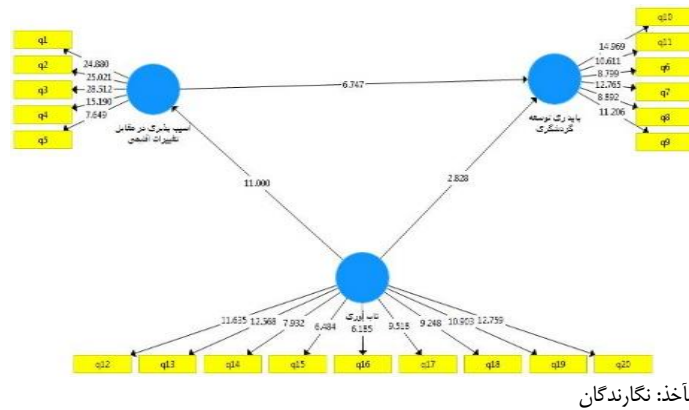 q1
q2
q3
q4
q5
24.880
25.021
28.512
15.190
7.649
آسیب پذیری در مقابل
تغییرات اقلیمی
6.747
q10
q11
q6
q7
q8
q9
14.969
10.611
8.799
12.765
8.892
11.206
پایداری توسعه
گردشگری
11.000
2.828
تاب آوری
11.635
12.568
7.932
6.484
6.185
9.518
9.248
10.903
12.759
q12
q13
q14
q15
q16
q17
q18
q19
q20
مآخذ: نگارندگان